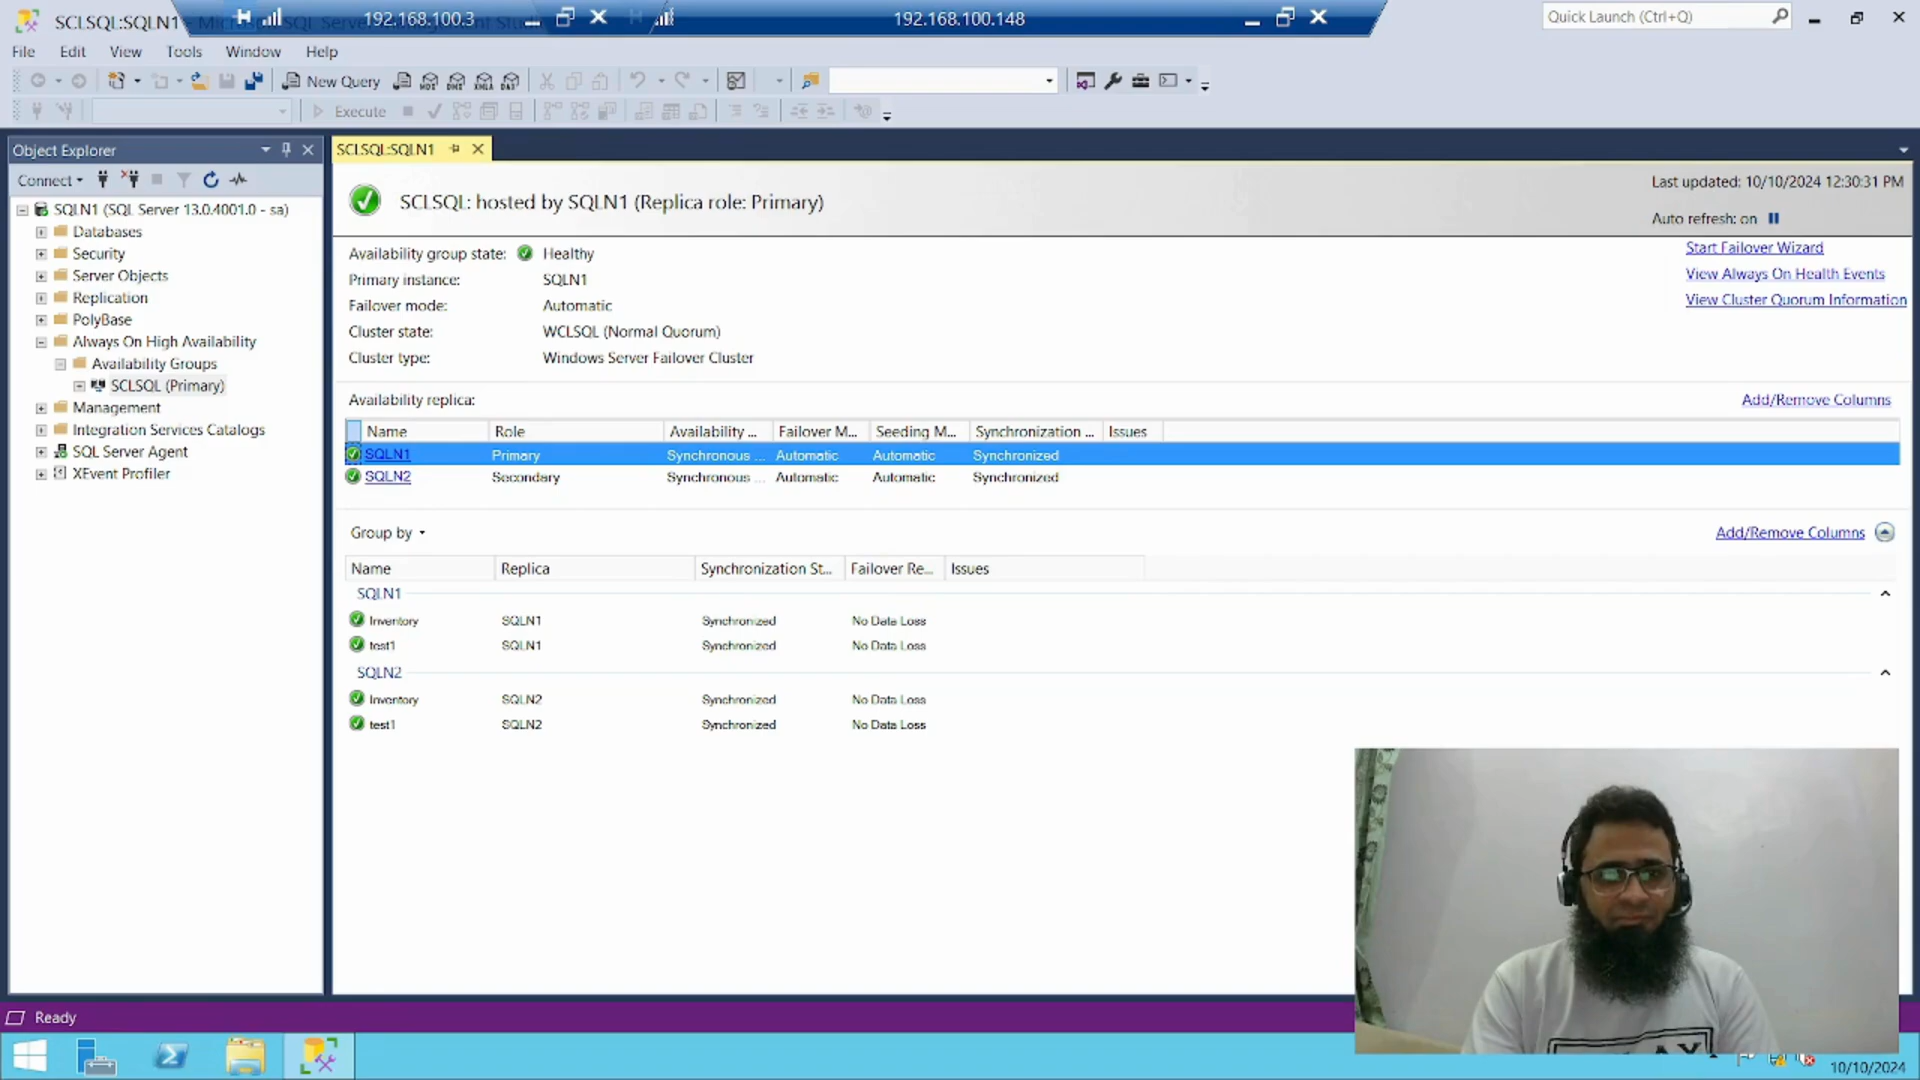 SCLSQL:SQLN1
192.168.100.3
192.168.100.148
Quick Launch (Ctrl+Q)
File Edit View Tools Window Help
New Query
Execute
Object Explorer
SCLSQL:SQLN1
Connect
SQLN1 (SQL Server 13.0.4001.0 - sa)
Databases
Security
Server Objects
Replication
PolyBase
Always On High Availability
Availability Groups
SCLSQL (Primary)
Management
Integration Services Catalogs
SQL Server Agent
XEvent Profiler
SCLSQL: hosted by SQLN1 (Replica role: Primary)
Last updated: 10/10/2024 12:30:31 PM
Auto refresh: on
Availability group state: Healthy
Primary instance: SQLN1
Failover mode: Automatic
Cluster state: WCLSQL (Normal Quorum)
Cluster type: Windows Server Failover Cluster
Start Failover Wizard
View Always On Health Events
View Cluster Quorum Information
Availability replica:
Add/Remove Columns
Name Role Availability ... Failover M... Seeding M... Synchronization ... Issues
SQLN1 Primary Synchronous ... Automatic Automatic Synchronized
SQLN2 Secondary Synchronous ... Automatic Automatic Synchronized
Group by
Add/Remove Columns
Name Replica Synchronization St... Failover Re... Issues
SQLN1
Inventory SQLN1 Synchronized No Data Loss
test1 SQLN1 Synchronized No Data Loss
SQLN2
Inventory SQLN2 Synchronized No Data Loss
test1 SQLN2 Synchronized No Data Loss
Ready
10/10/2024